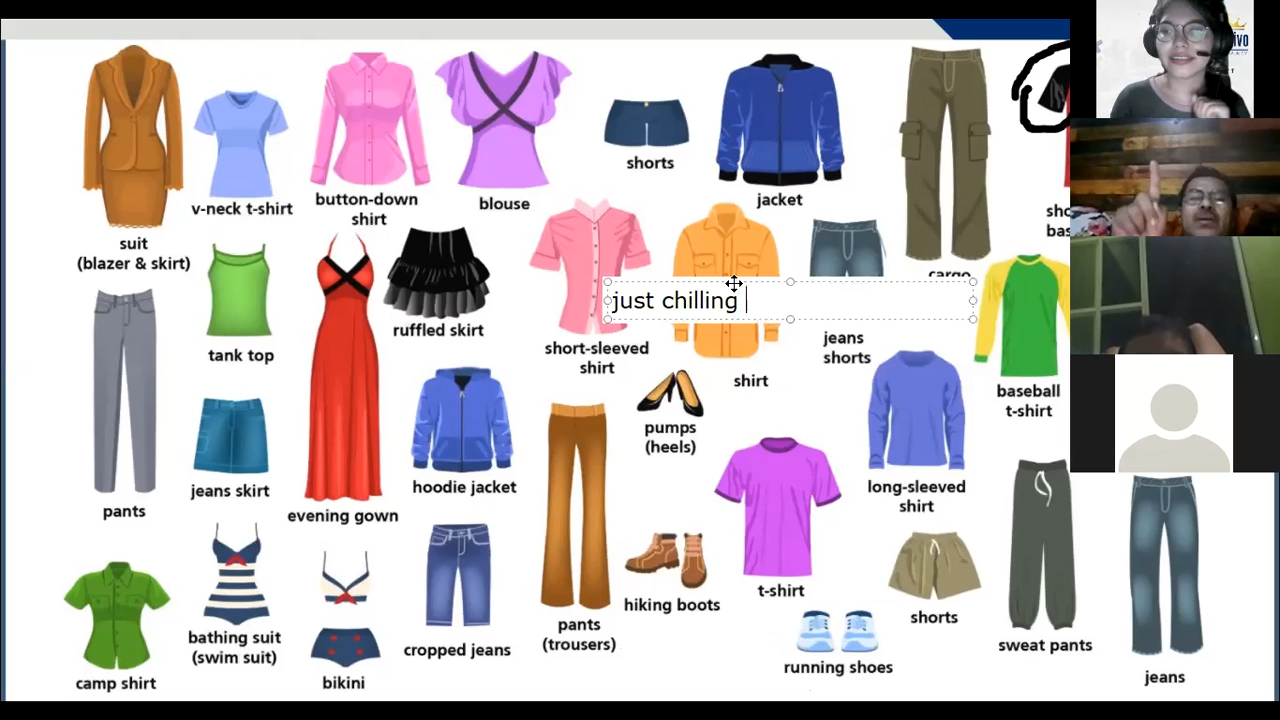 suit
(blazer & skirt)
v-neck t-shirt
button-down
shirt
blouse
shorts
jacket
just chilling
tank top
ruffled skirt
short-sleeved
shirt
shirt
jeans
shorts
baseball
t-shirt
pants
jeans skirt
evening gown
hoodie jacket
pumps
(heels)
long-sleeved
shirt
camp shirt
bathing suit
(swim suit)
bikini
cropped jeans
pants
(trousers)
hiking boots
t-shirt
running shoes
shorts
sweat pants
jeans